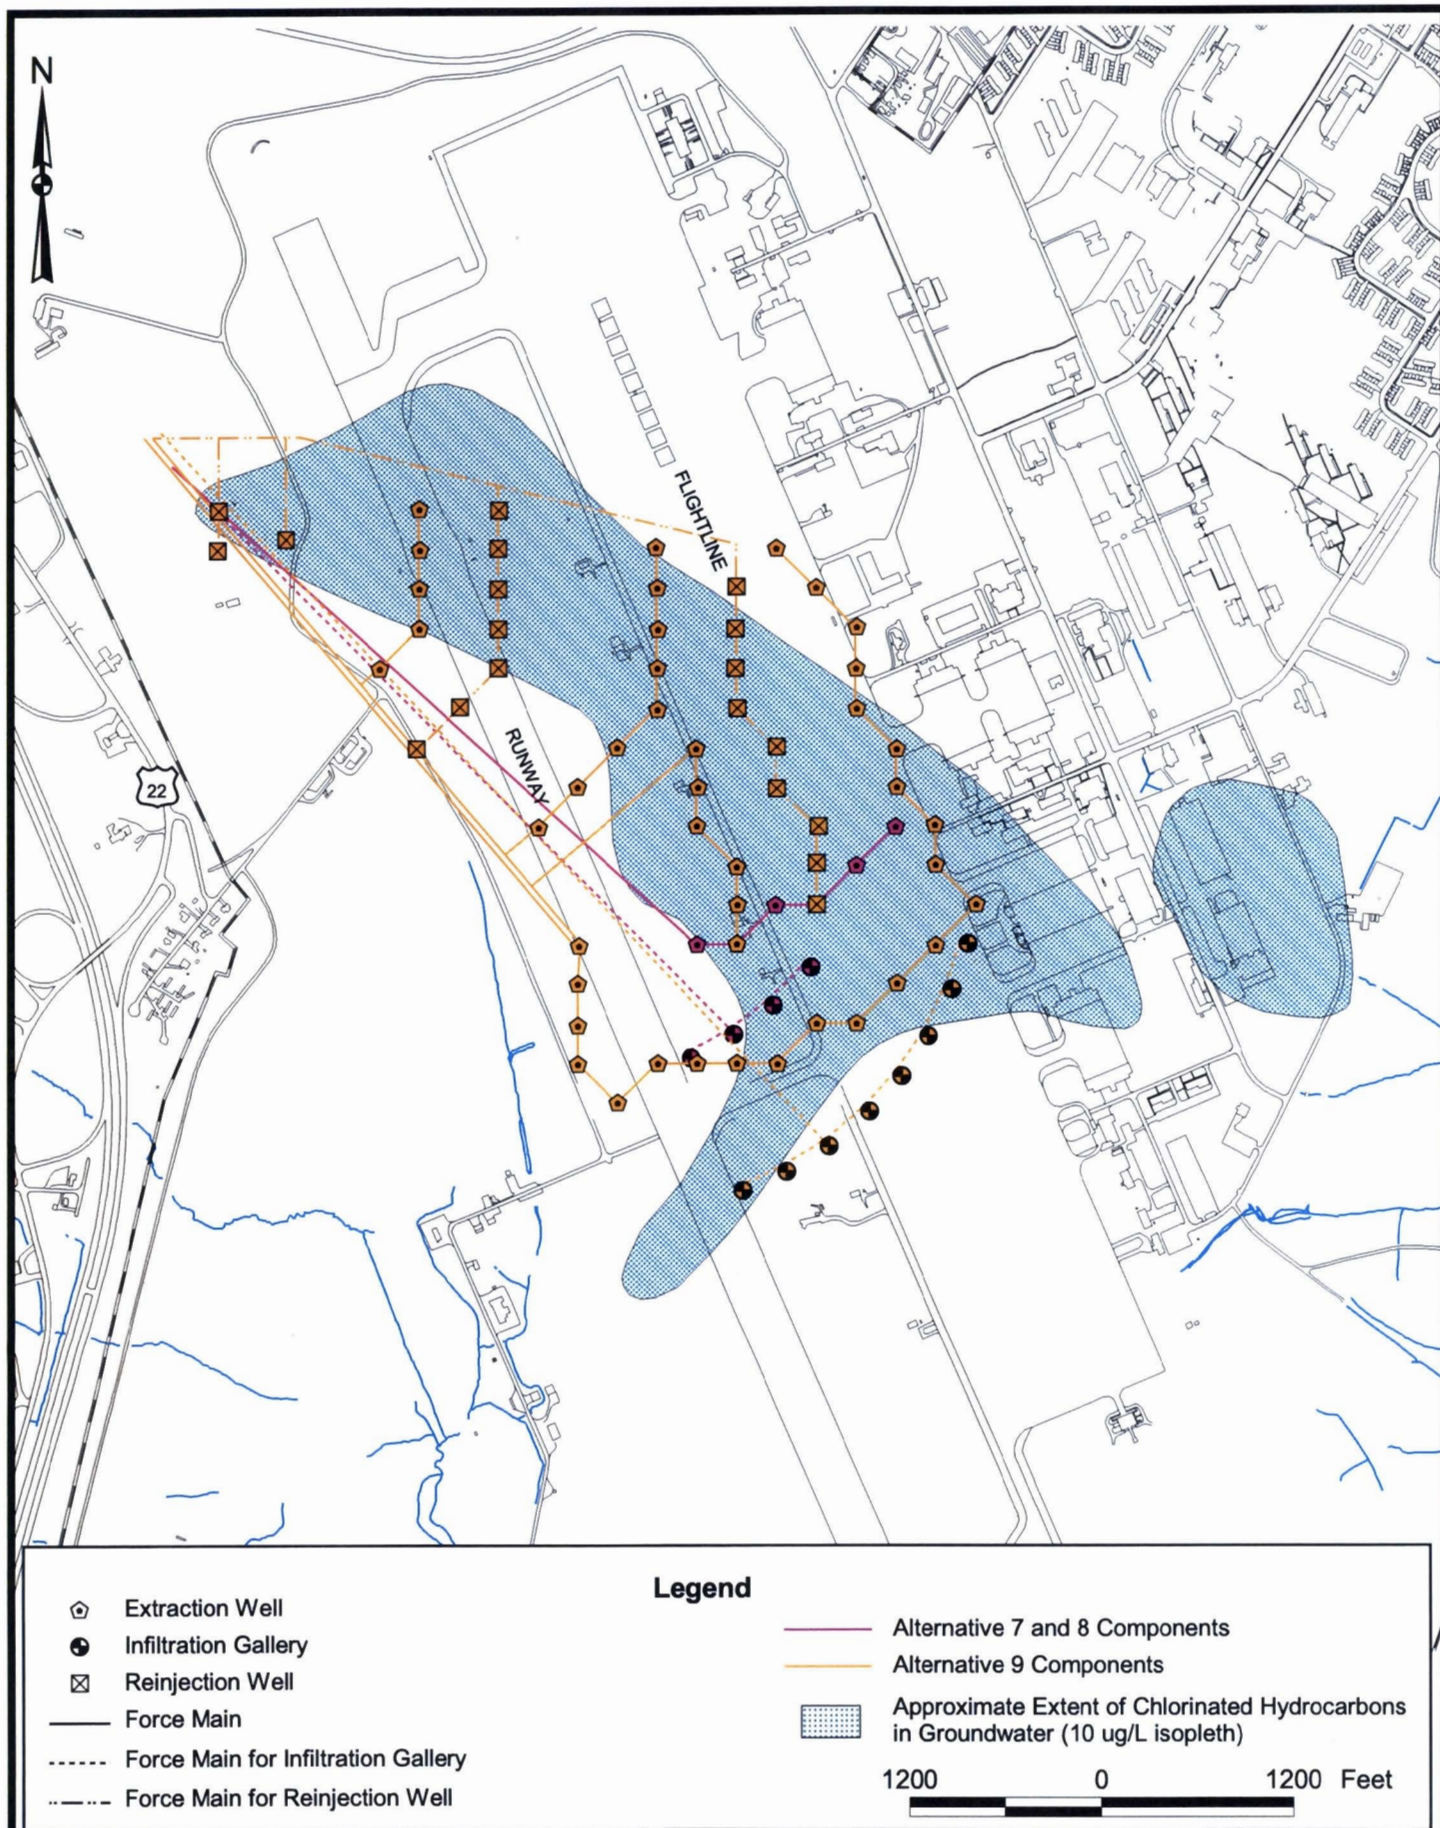 N
FLIGHTLINE
RUNWAY
22
Legend
Extraction Well
Infiltration Gallery
Reinjection Well
Force Main
Force Main for Infiltration Gallery
Force Main for Reinjection Well
Alternative 7 and 8 Components
Alternative 9 Components
Approximate Extent of Chlorinated Hydrocarbons
in Groundwater (10 ug/L isopleth)
1200 0 1200 Feet